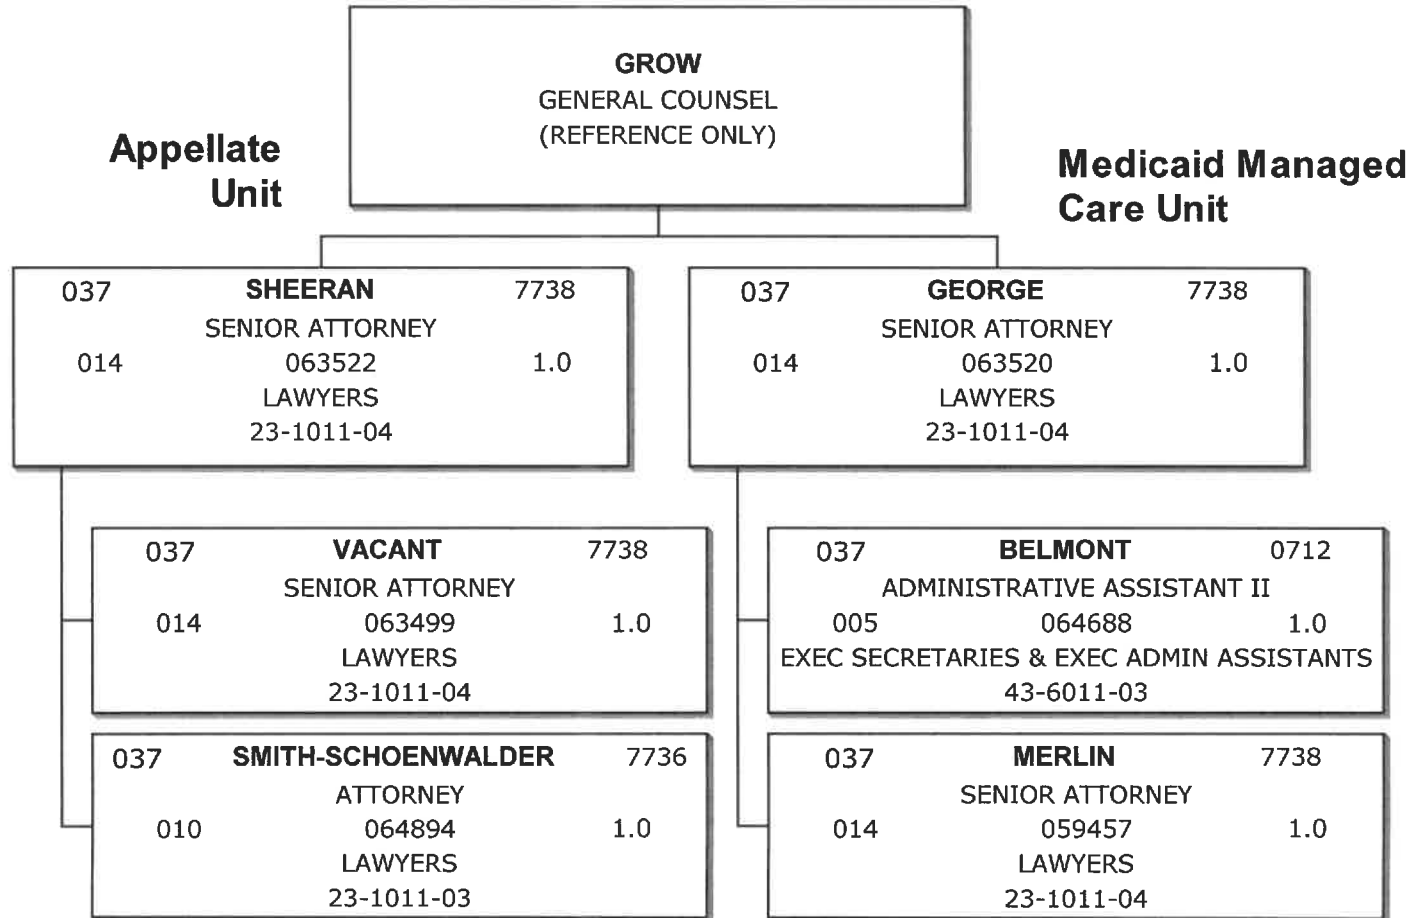 GROW
GENERAL COUNSEL
(REFERENCE ONLY)
Appellate
Unit
Medicaid Managed
Care Unit
037 SHEERAN 7738
SENIOR ATTORNEY
014 063522 1.0
LAWYERS
23-1011-04
037 GEORGE 7738
SENIOR ATTORNEY
014 063520 1.0
LAWYERS
23-1011-04
037 VACANT 7738
SENIOR ATTORNEY
014 063499 1.0
LAWYERS
23-1011-04
037 BELMONT 0712
ADMINISTRATIVE ASSISTANT II
005 064688 1.0
EXEC SECRETARIES & EXEC ADMIN ASSISTANTS
43-6011-03
037 SMITH-SCHOENWALDER 7736
ATTORNEY
010 064894 1.0
LAWYERS
23-1011-03
037 MERLIN 7738
SENIOR ATTORNEY
014 059457 1.0
LAWYERS
23-1011-04